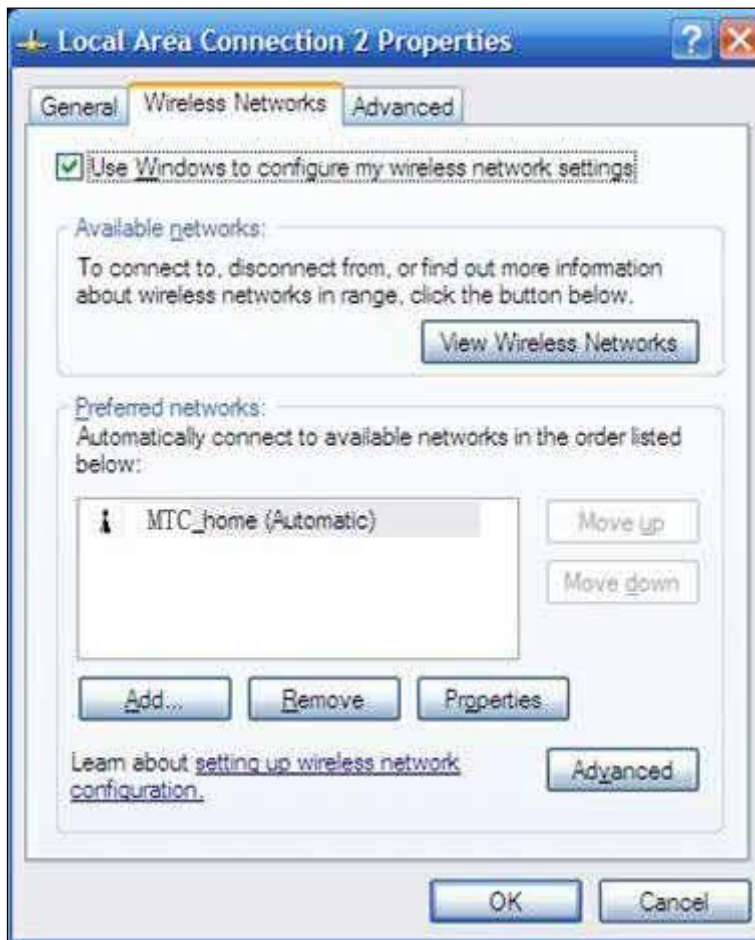 Local Area Connection 2 Properties
General
Wireless Networks
Advanced
Use Windows to configure my wireless network settings
Available networks:
To connect to, disconnect from, or find out more information
about wireless networks in range, click the button below.
View Wireless Networks
Preferred networks:
Automatically connect to available networks in the order listed
below:
MTC_home (Automatic)
Move up
Move down
Add...
Remove
Properties
Learn about setting up wireless network
configuration.
Advanced
OK
Cancel